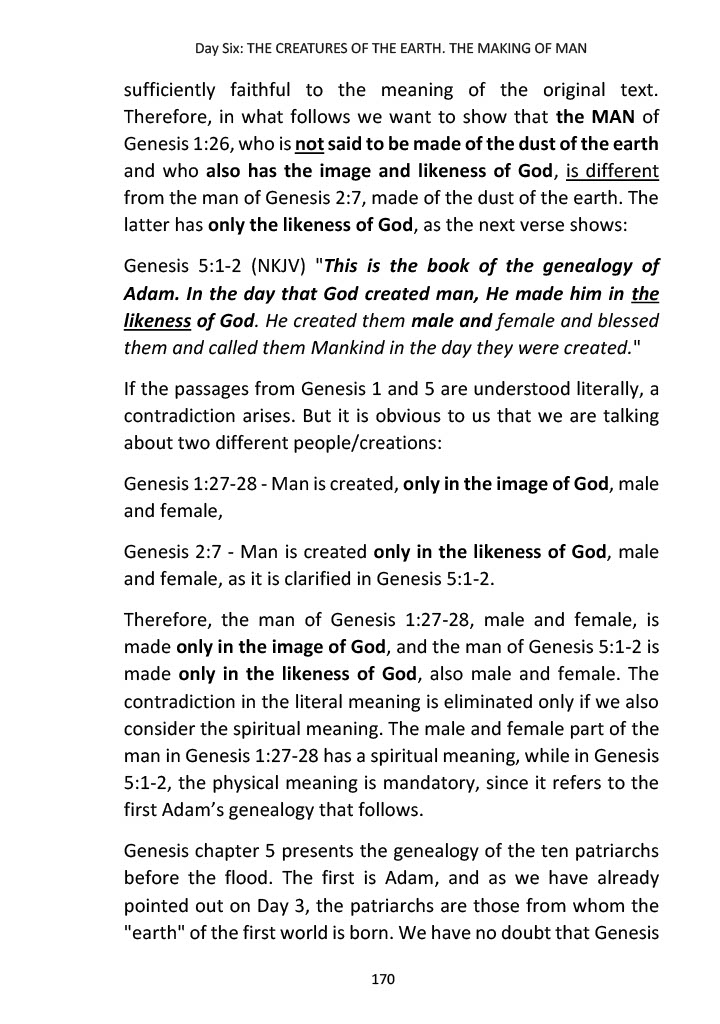 Day Six: THE CREATURES OF THE EARTH. THE MAKING OF MAN
sufficiently faithful to the meaning of the original text.
Therefore, in what follows we want to show that the MAN of
Genesis 1:26, who is not said to be made of the dust of the earth
and who also has the image and likeness of God, is different
from the man of Genesis 2:7, made of the dust of the earth. The
latter has only the likeness of God, as the next verse shows:
Genesis 5:1-2 (NKJV) "This is the book of the genealogy of
Adam. In the day that God created man, He made him in the
likeness of God. He created them male and female and blessed
them and called them Mankind in the day they were created."
If the passages from Genesis 1 and 5 are understood literally, a
contradiction arises. But it is obvious to us that we are talking
about two different people/creations:
Genesis 1:27-28 - Man is created, only in the image of God, male
and female,
Genesis 2:7 - Man is created only in the likeness of God, male
and female, as it is clarified in Genesis 5:1-2.
Therefore, the man of Genesis 1:27-28, male and female, is
made only in the image of God, and the man of Genesis 5:1-2 is
made only in the likeness of God, also male and female. The
contradiction in the literal meaning is eliminated only if we also
consider the spiritual meaning. The male and female part of the
man in Genesis 1:27-28 has a spiritual meaning, while in Genesis
5:1-2, the physical meaning is mandatory, since it refers to the
first Adam’s genealogy that follows.
Genesis chapter 5 presents the genealogy of the ten patriarchs
before the flood. The first is Adam, and as we have already
pointed out on Day 3, the patriarchs are those from whom the
"earth" of the first world is born. We have no doubt that Genesis
170